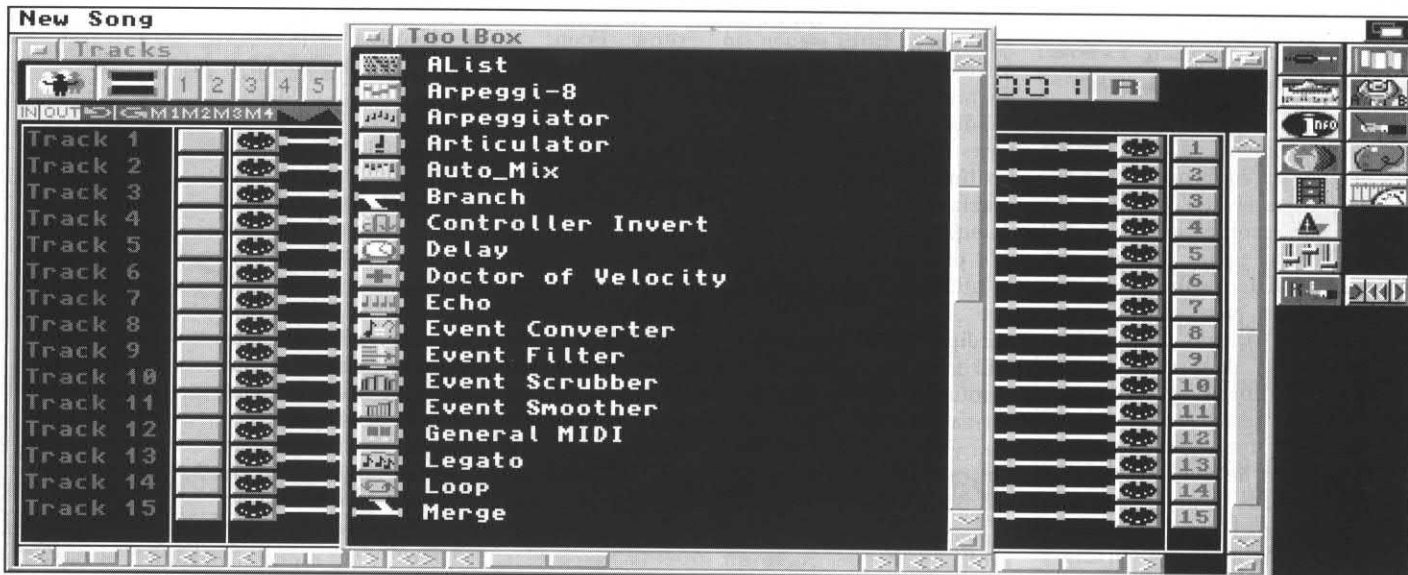 New Song
Tracks
ToolBox
1 2 3 4 5
001 R
IN OUT M1M2M3M4
INFO
Track 1
Track 2
Track 3
Track 4
Track 5
Track 6
Track 7
Track 8
Track 9
Track 10
Track 11
Track 12
Track 13
Track 14
Track 15
AList
Arpeggi-8
Arpeggiator
Articulator
Auto_Mix
Branch
Controller Invert
Delay
Doctor of Velocity
Echo
Event Converter
Event Filter
Event Scrubber
Event Smoother
General MIDI
Legato
Loop
Merge
1
2
3
4
5
6
7
8
9
10
11
12
13
14
15